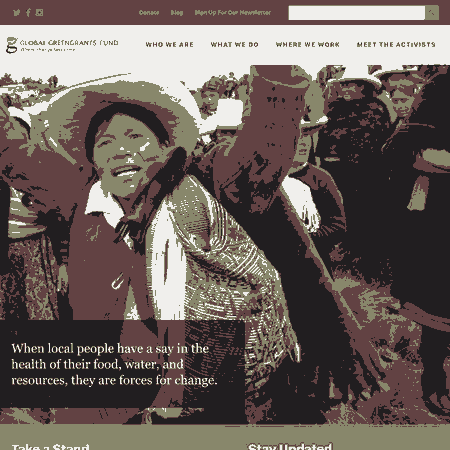 Donate Blog Sign Up For Our Newsletter
GLOBAL GREENGRANTS FUND
WHO WE ARE WHAT WE DO WHERE WE WORK MEET THE ACTIVISTS
When local people have a say in the
health of their food, water, and
resources, they are forces for change.
Take a Stand Stay Updated